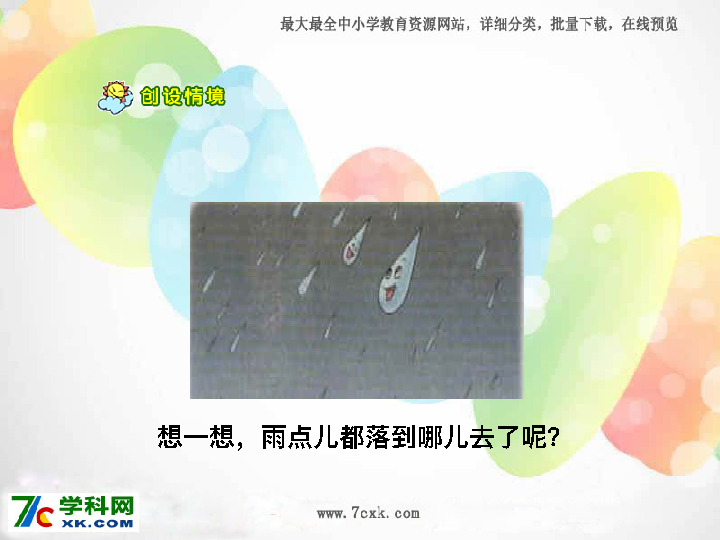 最大最全中小学教育资源网站，详细分类，批量下载，在线预览
创设情境
想一想，雨点儿都落到哪儿去了呢?
学科网
XK.COM
www.7cxk.com